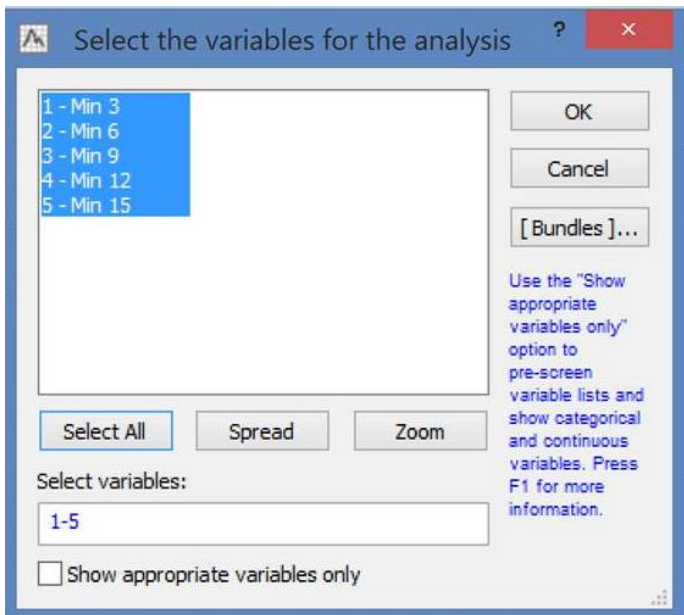 Select the variables for the analysis
?
×
1 - Min 3
2 - Min 6
3 - Min 9
4 - Min 12
5 - Min 15
OK
Cancel
[ Bundles ]...
Use the "Show
appropriate
variables only"
option to
pre-screen
variable lists and
show categorical
and continuous
variables. Press
F1 for more
information.
Select All
Spread
Zoom
Select variables:
1-5
Show appropriate variables only